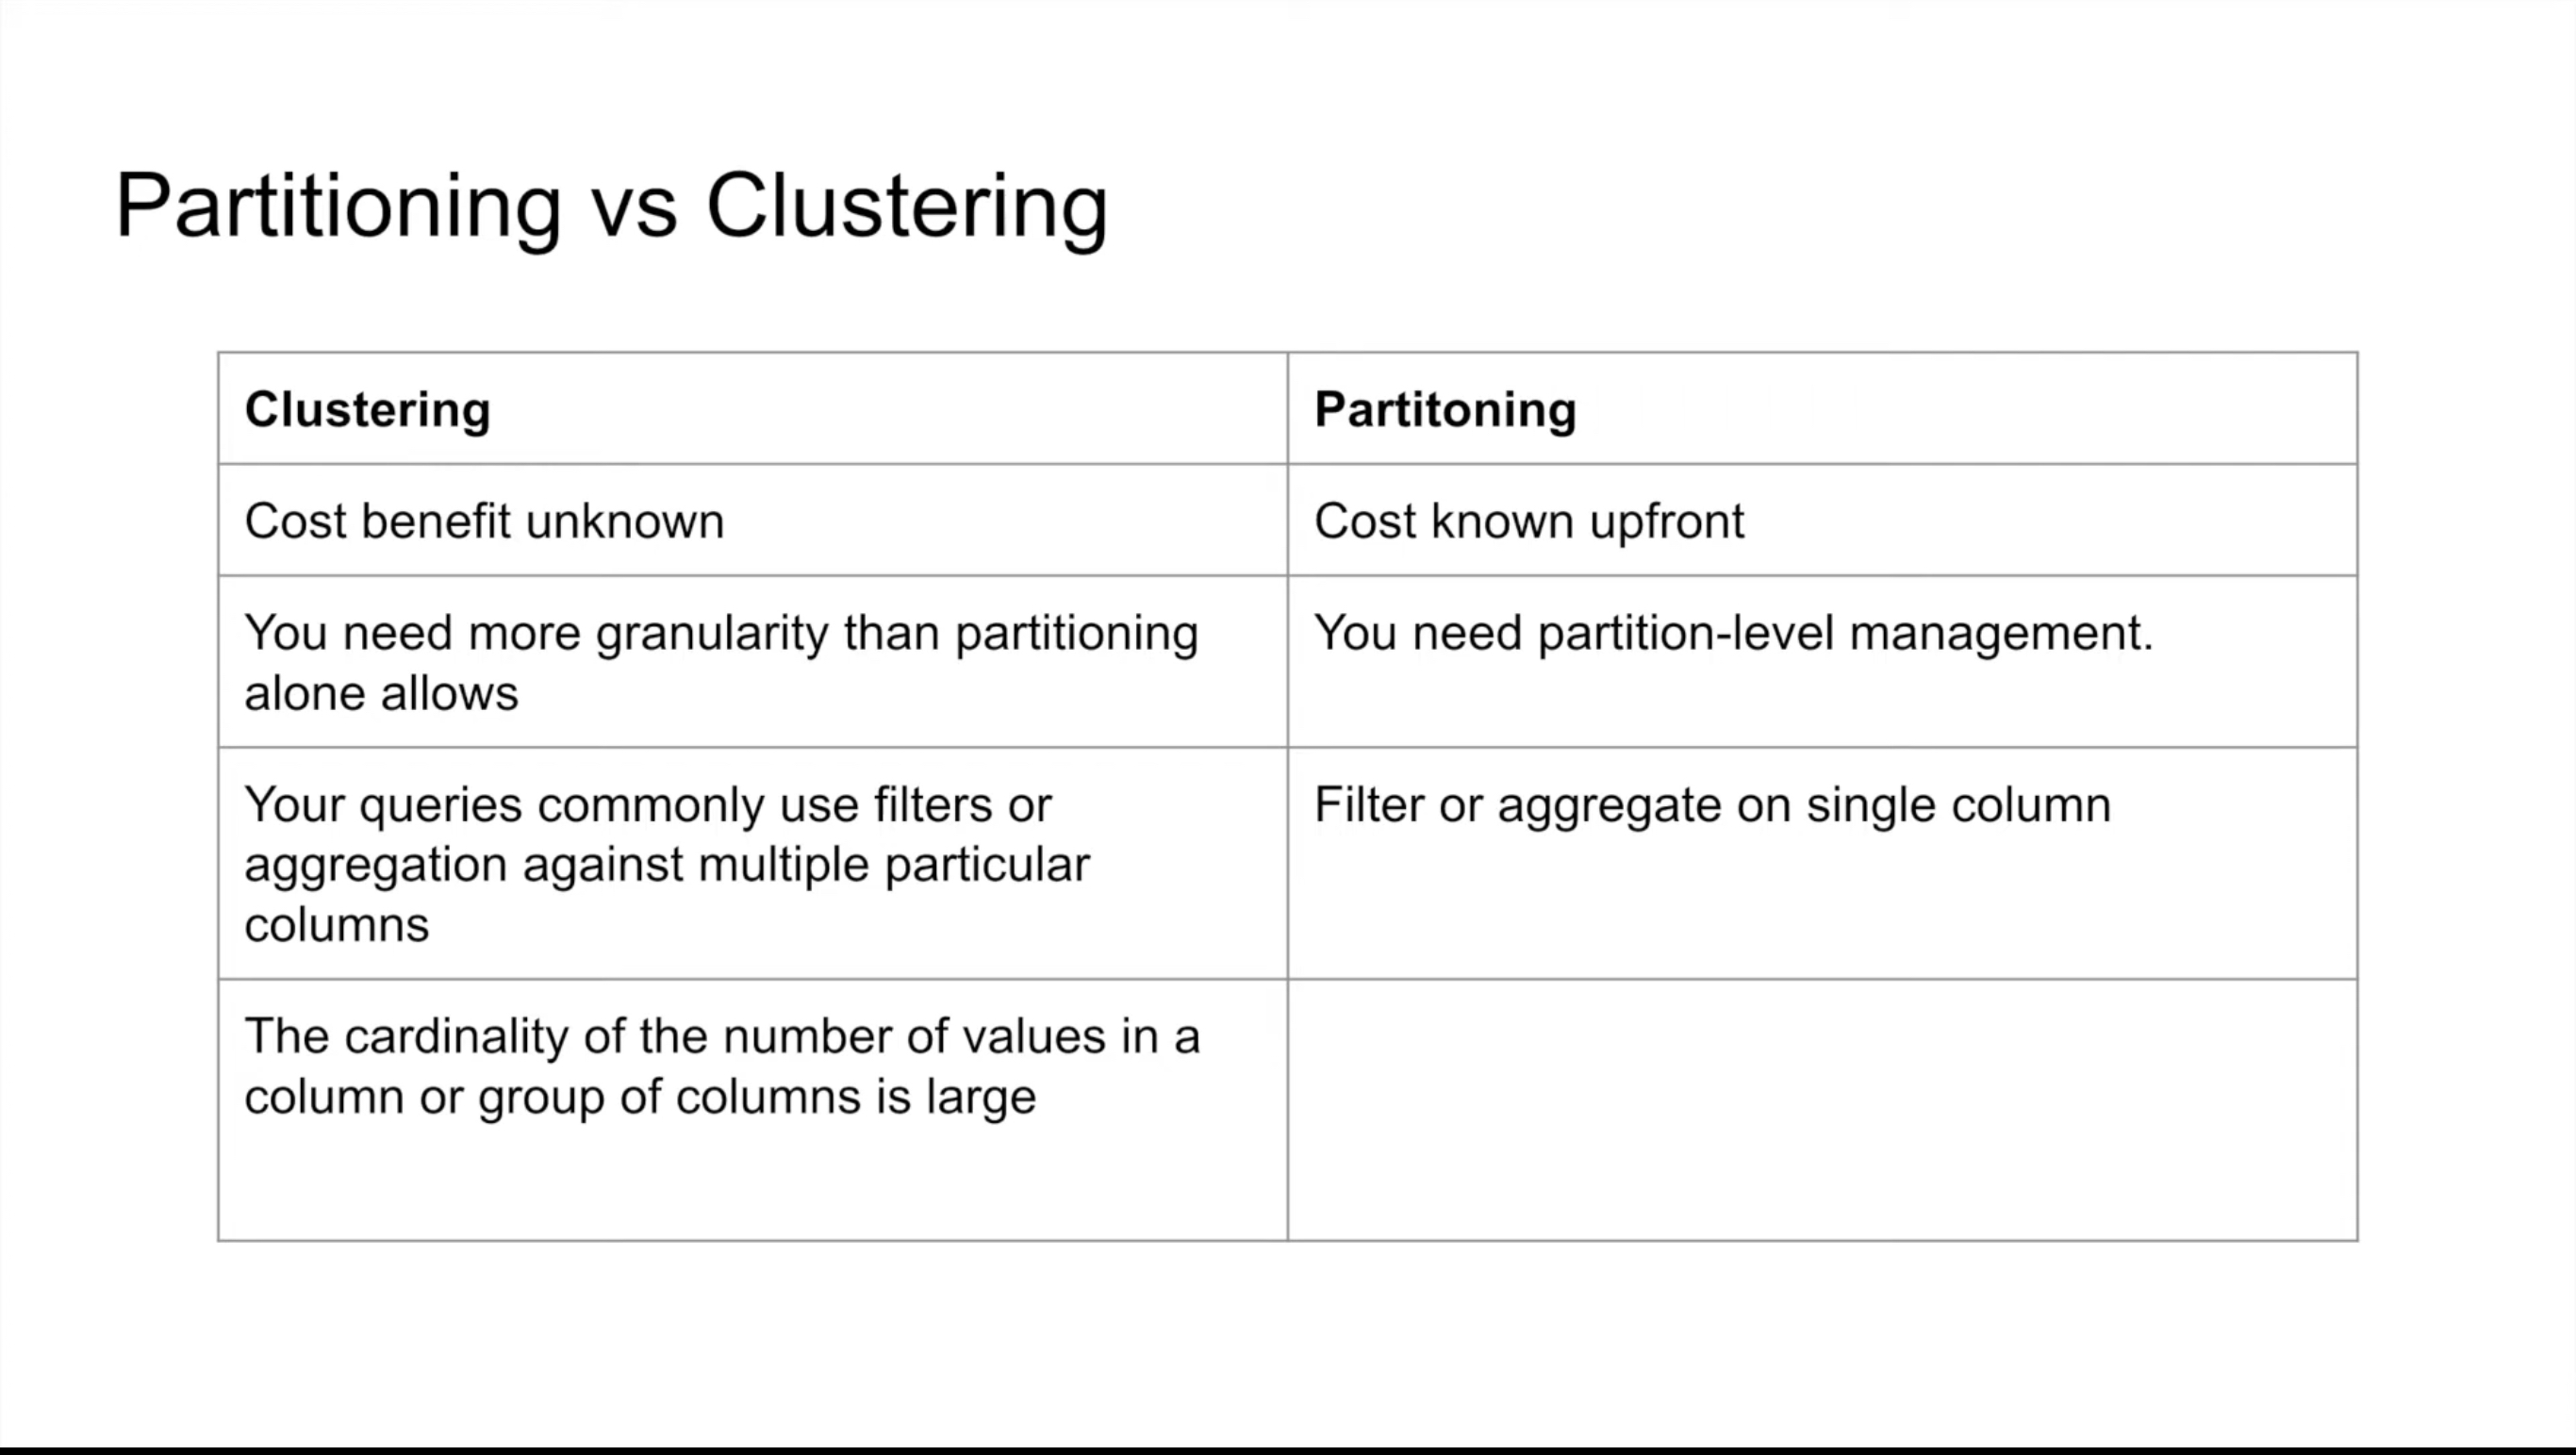 Partitioning vs Clustering
Clustering
Partitoning
Cost benefit unknown
Cost known upfront
You need more granularity than partitioning
alone allows
You need partition-level management.
Your queries commonly use filters or
aggregation against multiple particular
columns
Filter or aggregate on single column
The cardinality of the number of values in a
column or group of columns is large